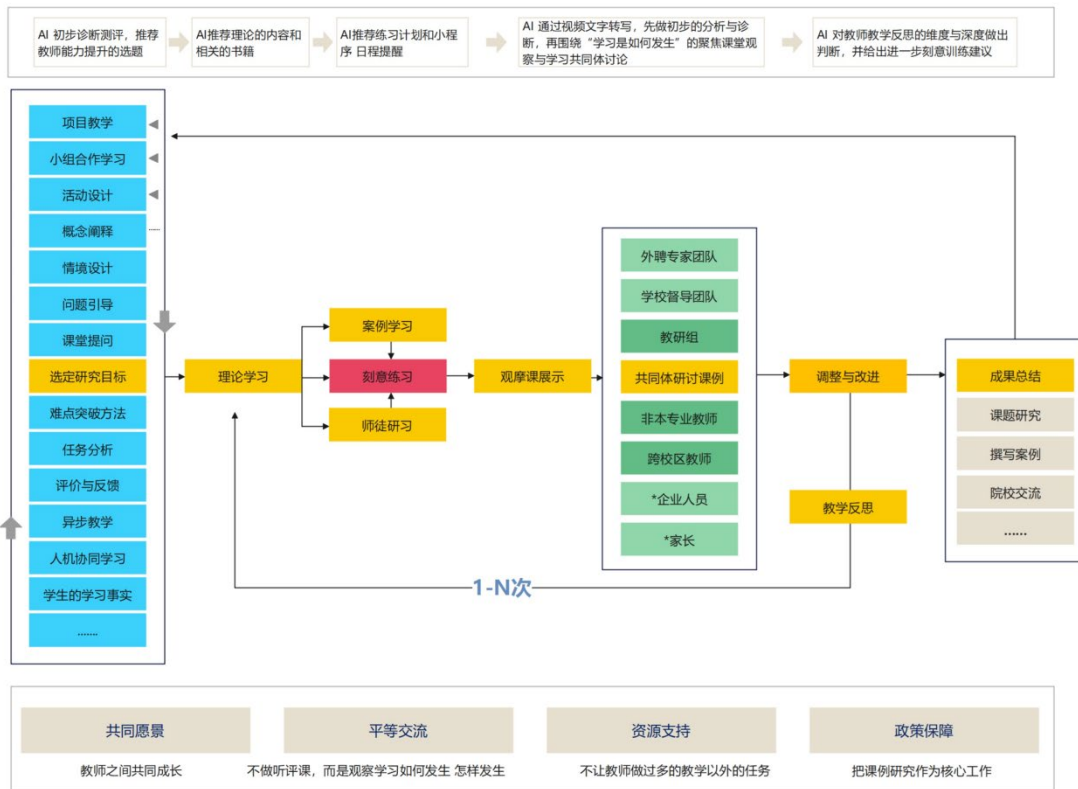 AI 初步诊断测评，推荐
教师能力提升的选题
AI推荐理论的内容和
相关的书籍
AI推荐练习计划和小程
序 日程提醒
AI 通过视频文字转写，先做初步的分析与诊
断，再围绕“学习是如何发生”的聚焦课堂观
察与学习共同体讨论
AI 对教师教学反思的维度与深度做出
判断，并给出进一步刻意训练建议
项目教学
小组合作学习
活动设计
概念阐释
情境设计
问题引导
课堂提问
选定研究目标
难点突破方法
任务分析
评价与反馈
异步教学
人机协同学习
学生的学习事实
.......
理论学习
案例学习
刻意练习
师徒研习
观摩课展示
外聘专家团队
学校督导团队
教研组
共同体研讨课例
非本专业教师
跨校区教师
*企业人员
*家长
调整与改进
教学反思
1-N次
成果总结
课题研究
撰写案例
院校交流
……
共同愿景
教师之间共同成长
平等交流
不做听评课，而是观察学习如何发生 怎样发生
资源支持
不让教师做过多的教学以外的任务
政策保障
把课例研究作为核心工作